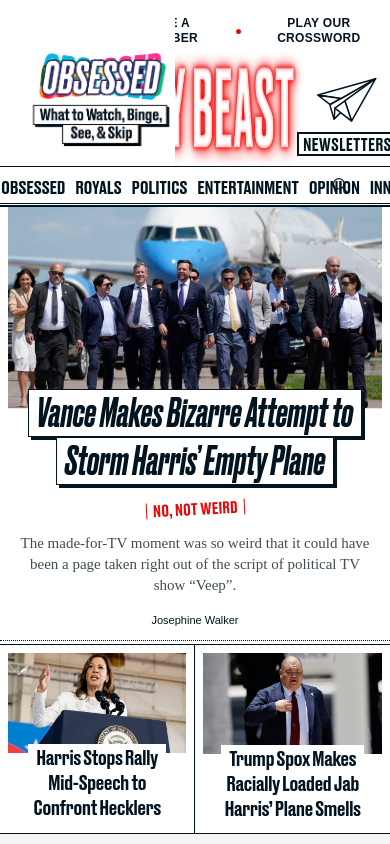 E A
BER
PLAY OUR
CROSSWORD
OBSESSED
What to Watch, Binge,
See, & Skip
Y BEAST
NEWSLETTERS
OBSESSED ROYALS POLITICS ENTERTAINMENT OPINION INN
Vance Makes Bizarre Attempt to
Storm Harris’ Empty Plane
NO, NOT WEIRD
The made-for-TV moment was so weird that it could have
been a page taken right out of the script of political TV
show “Veep”.
Josephine Walker
Harris Stops Rally
Mid-Speech to
Confront Hecklers
Trump Spox Makes
Racially Loaded Jab
Harris’ Plane Smells